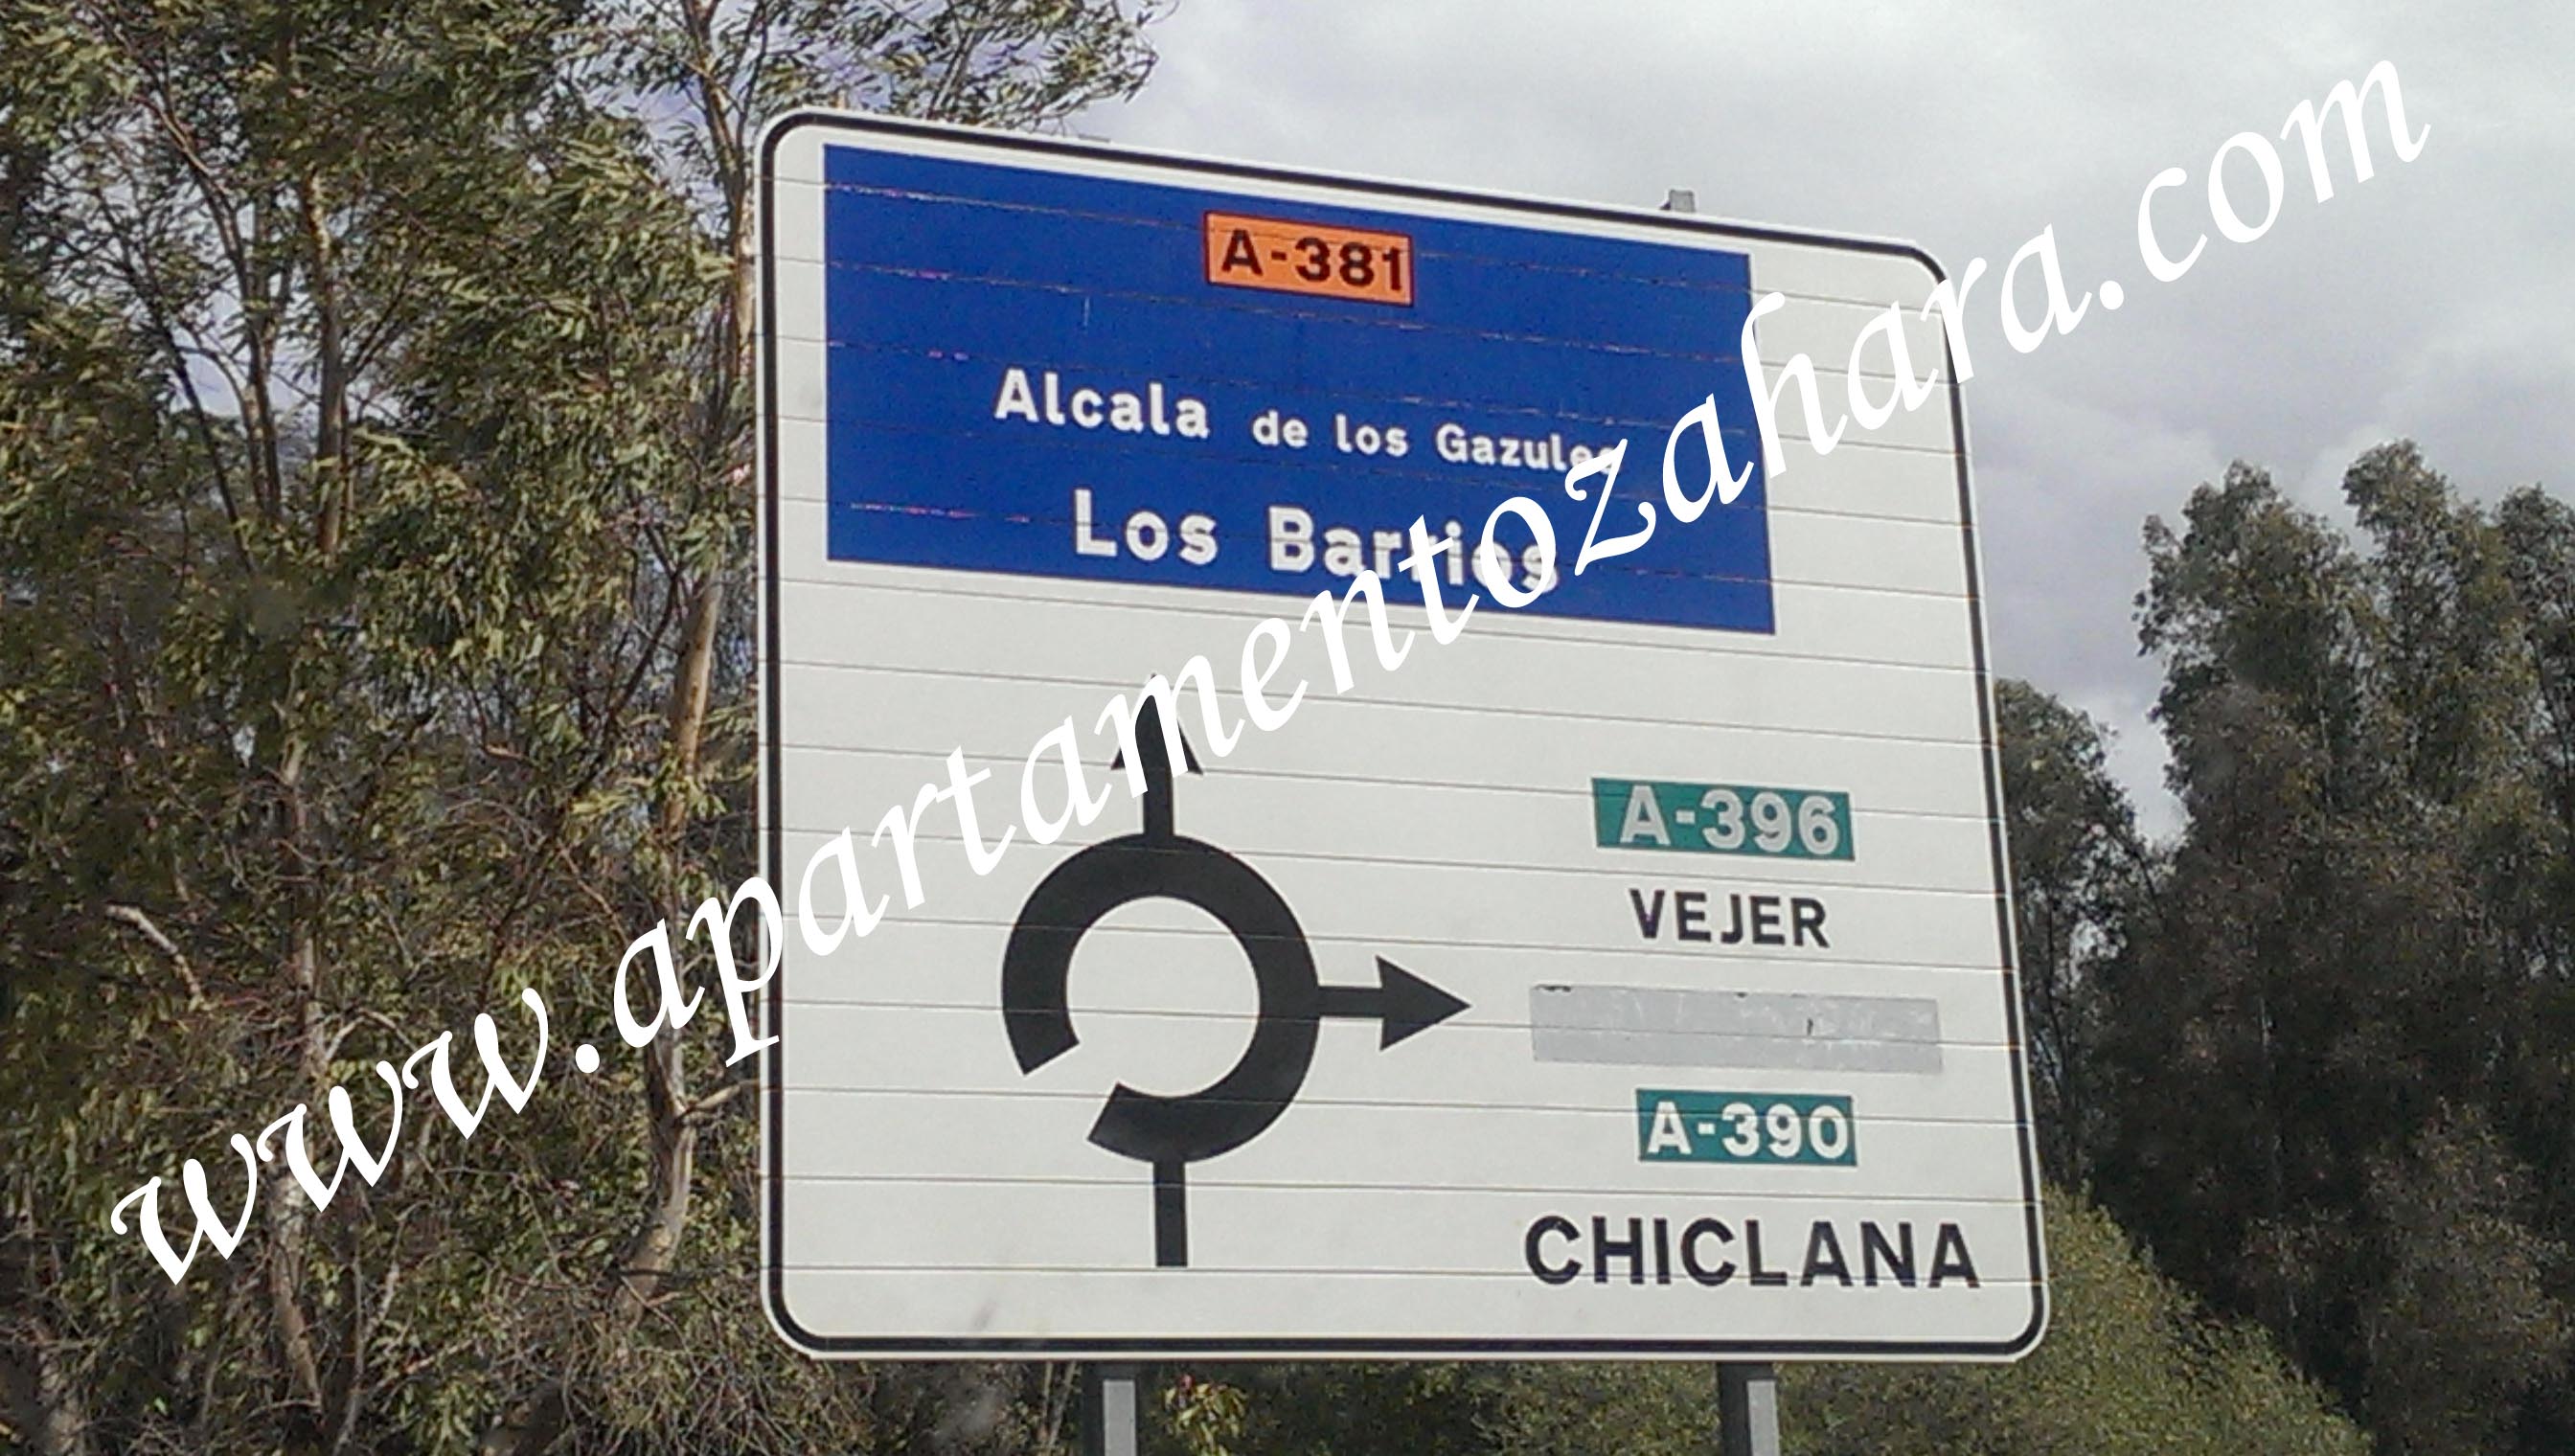 A-381
Alcala de los Gazules
Los Barrios
A-396
VEJER
A-390
CHICLANA
www.apartamentozahara.com